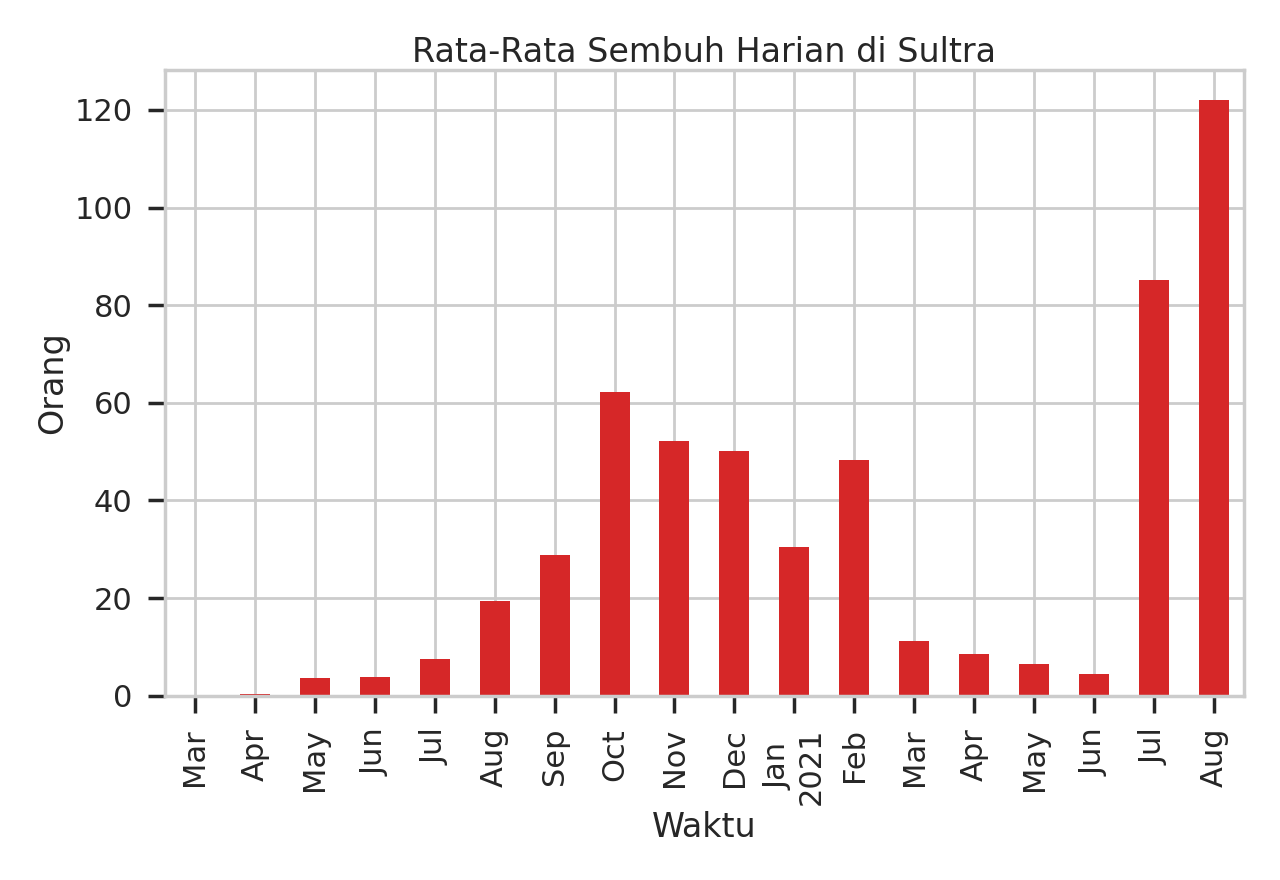 Rata-Rata Sembuh Harian di Sultra
Orang
120
100
80
60
40
20
0
Mar
Apr
May
Jun
Jul
Aug
Sep
Oct
Nov
Dec
Jan
2021
Feb
Mar
Apr
May
Jun
Jul
Aug
Waktu